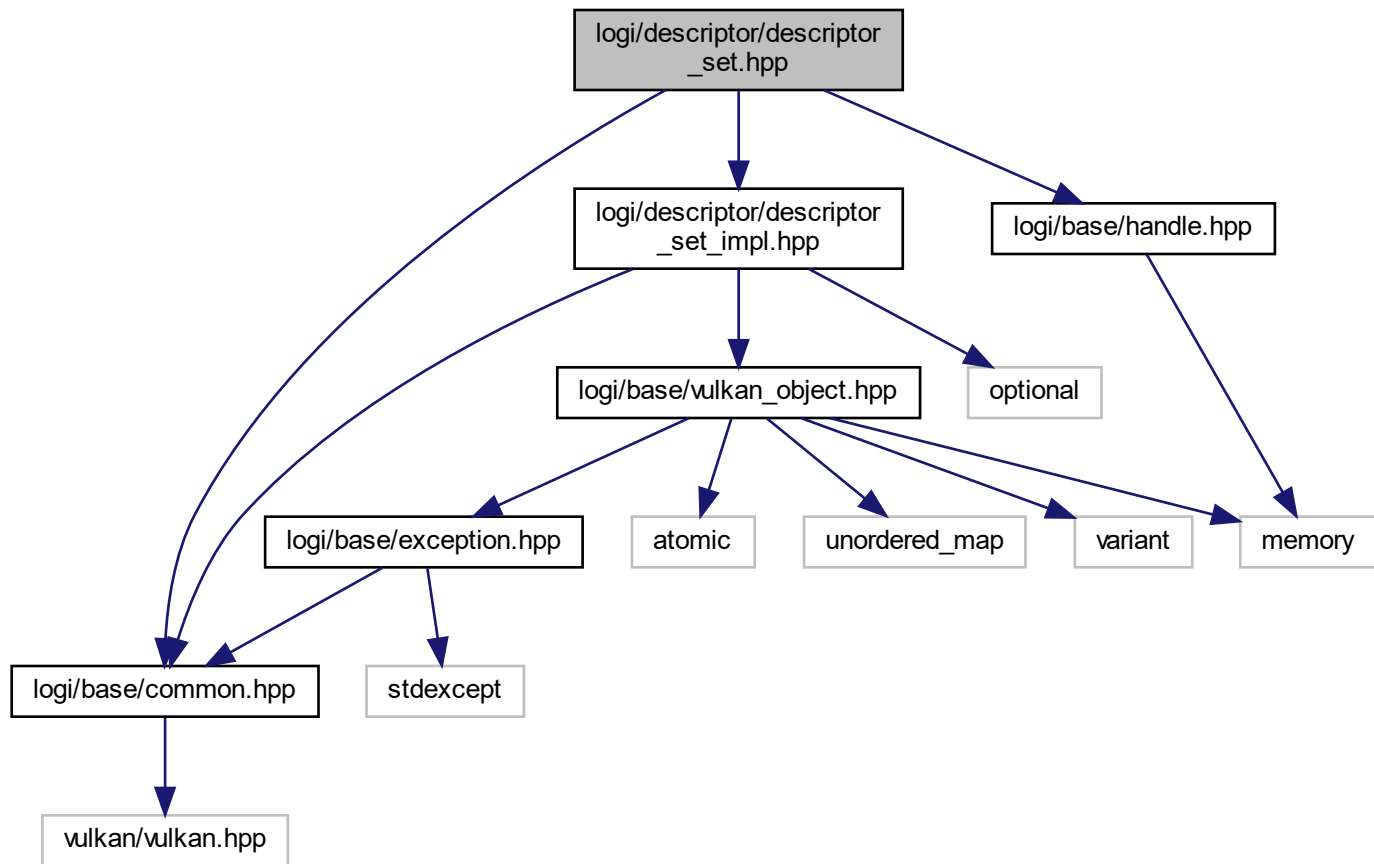 logi/descriptor/descriptor
_set.hpp
logi/descriptor/descriptor
_set_impl.hpp
logi/base/handle.hpp
logi/base/vulkan_object.hpp
optional
logi/base/exception.hpp
atomic
unordered_map
variant
memory
logi/base/common.hpp
stdexcept
vulkan/vulkan.hpp